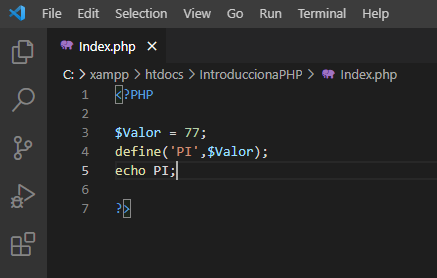 File Edit Selection View Go Run Terminal Help
Index.php ×
C: > xampp > htdocs > IntroduccionaPHP > Index.php
1 <?PHP
2
3 $Valor = 77;
4 define('PI',$Valor);
5 echo PI;
6
7 ?>